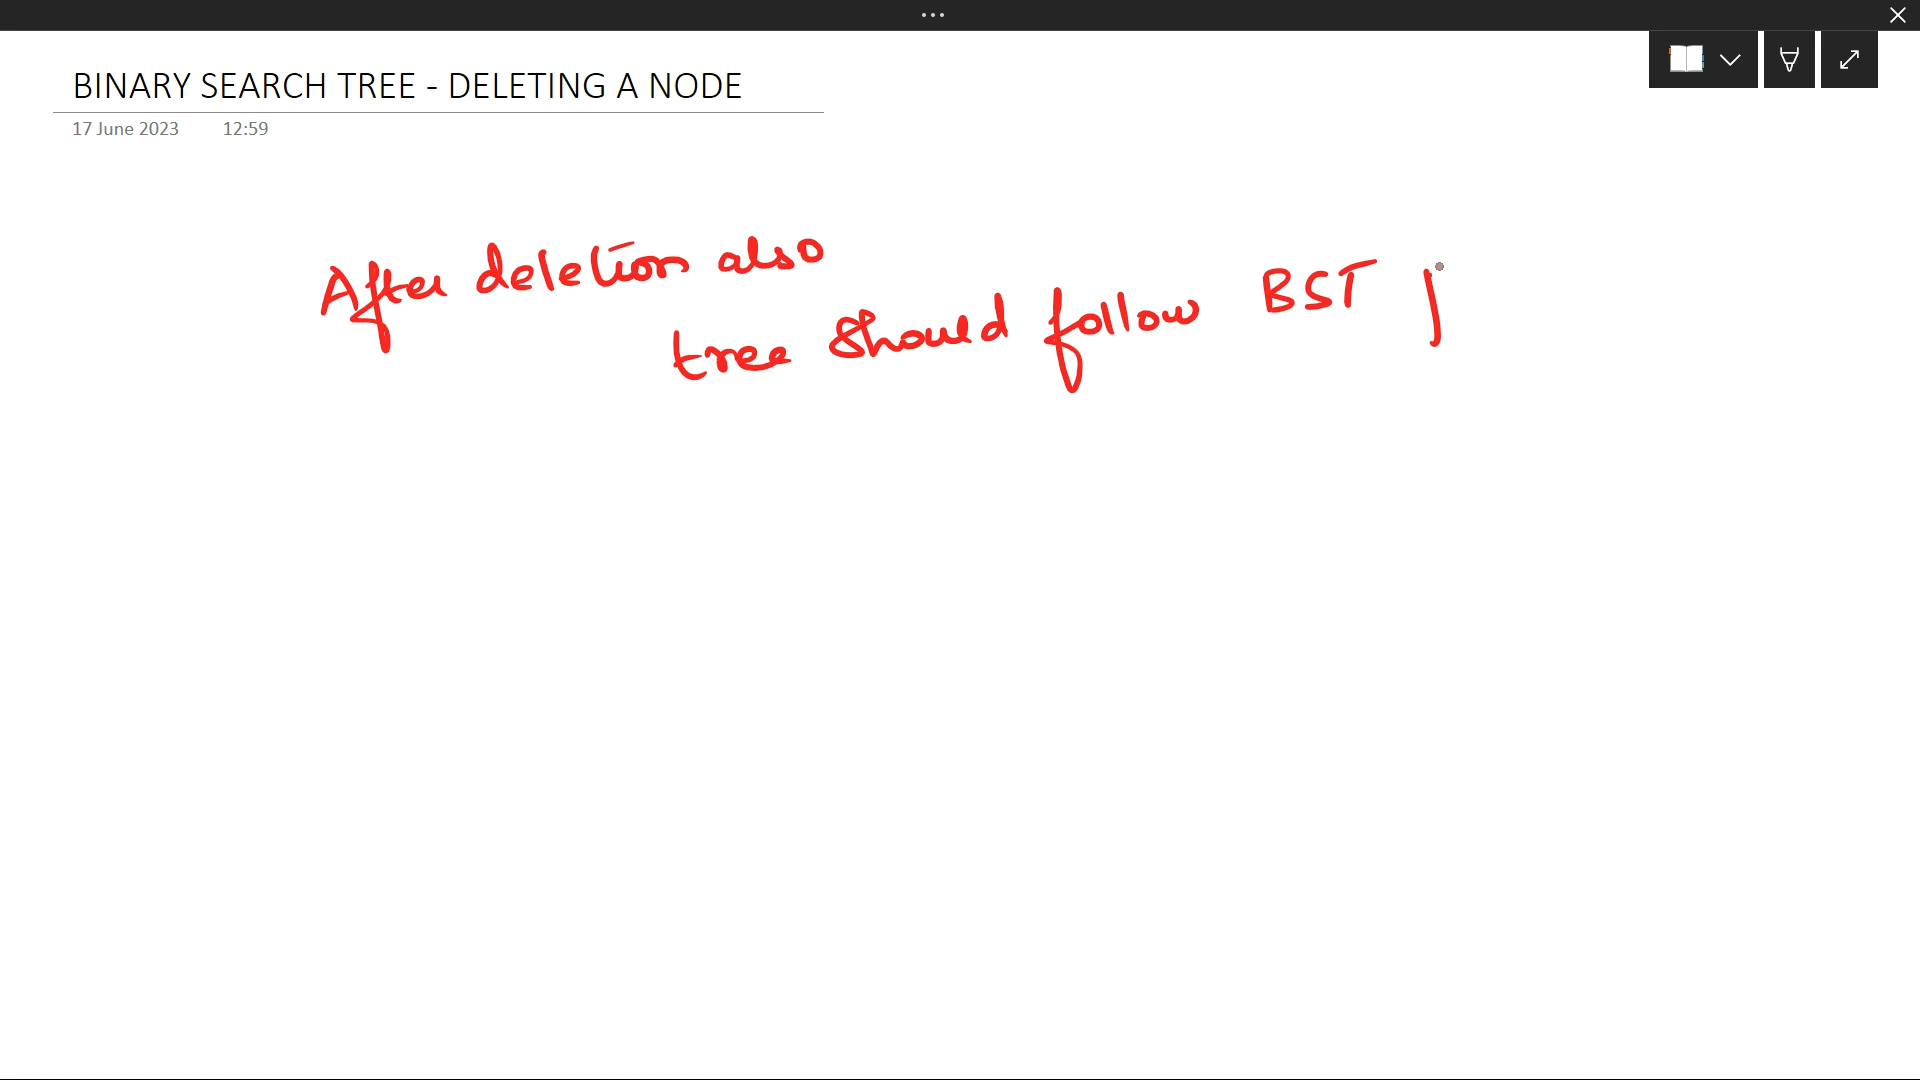 BINARY SEARCH TREE - DELETING A NODE
17 June 2023 12:59
After deletion also
tree should follow BST